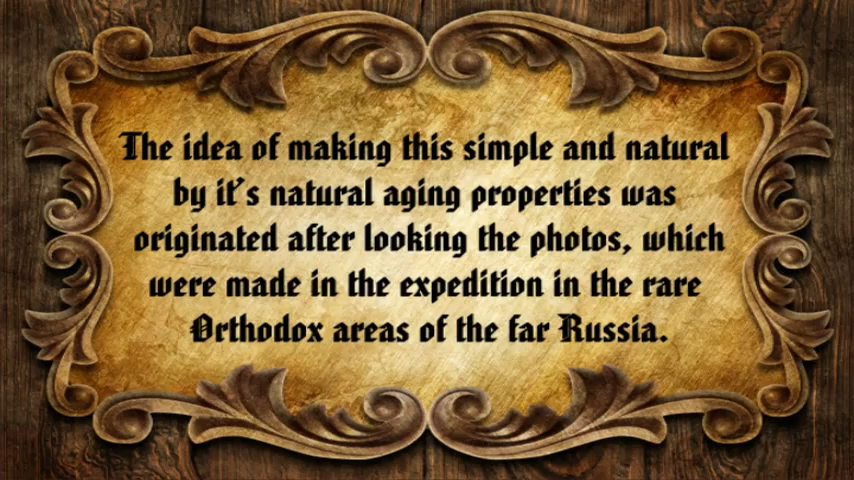 The idea of making this simple and natural
by it's natural aging properties was
originated after looking the photos, which
were made in the expedition in the rare
Orthodox areas of the far Russia.